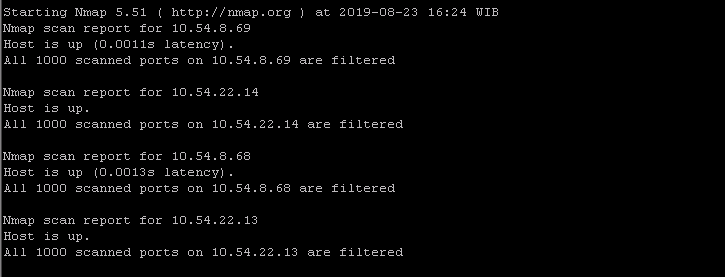 Starting Nmap 5.51 ( http://nmap.org ) at 2019-08-23 16:24 WIB
Nmap scan report for 10.54.8.69
Host is up (0.0011s latency).
All 1000 scanned ports on 10.54.8.69 are filtered
Nmap scan report for 10.54.22.14
Host is up.
All 1000 scanned ports on 10.54.22.14 are filtered
Nmap scan report for 10.54.8.68
Host is up (0.0013s latency).
All 1000 scanned ports on 10.54.8.68 are filtered
Nmap scan report for 10.54.22.13
Host is up.
All 1000 scanned ports on 10.54.22.13 are filtered